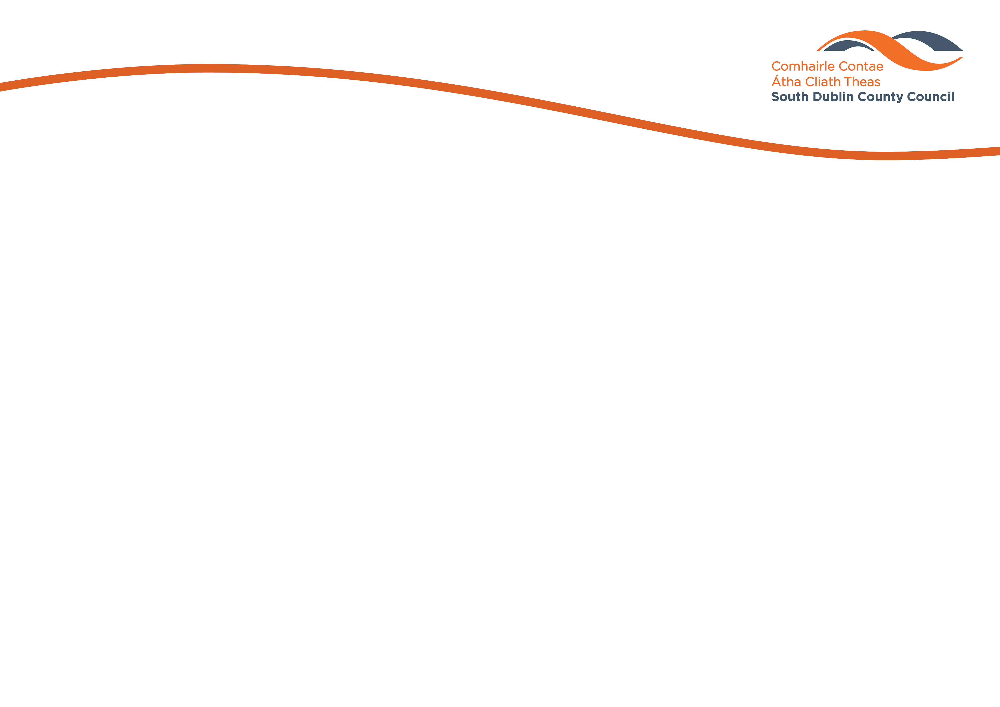 Comhairle Contae
Átha Cliath Theas
South Dublin County Council